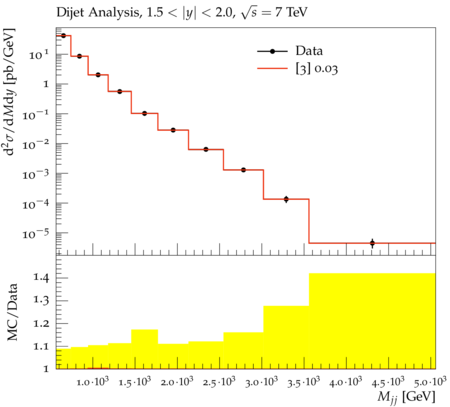 Dijet Analysis, 1.5 < |y| < 2.0, √s = 7 TeV
d²σ/dMdy [pb/GeV]
10¹
1
10⁻¹
10⁻²
10⁻³
10⁻⁴
10⁻⁵
Data
[3] 0.03
MC/Data
1.4
1.3
1.2
1.1
1
1.0·10³ 1.5·10³ 2.0·10³ 2.5·10³ 3.0·10³ 3.5·10³ 4.0·10³ 4.5·10³ 5.0·10³
M_jj [GeV]